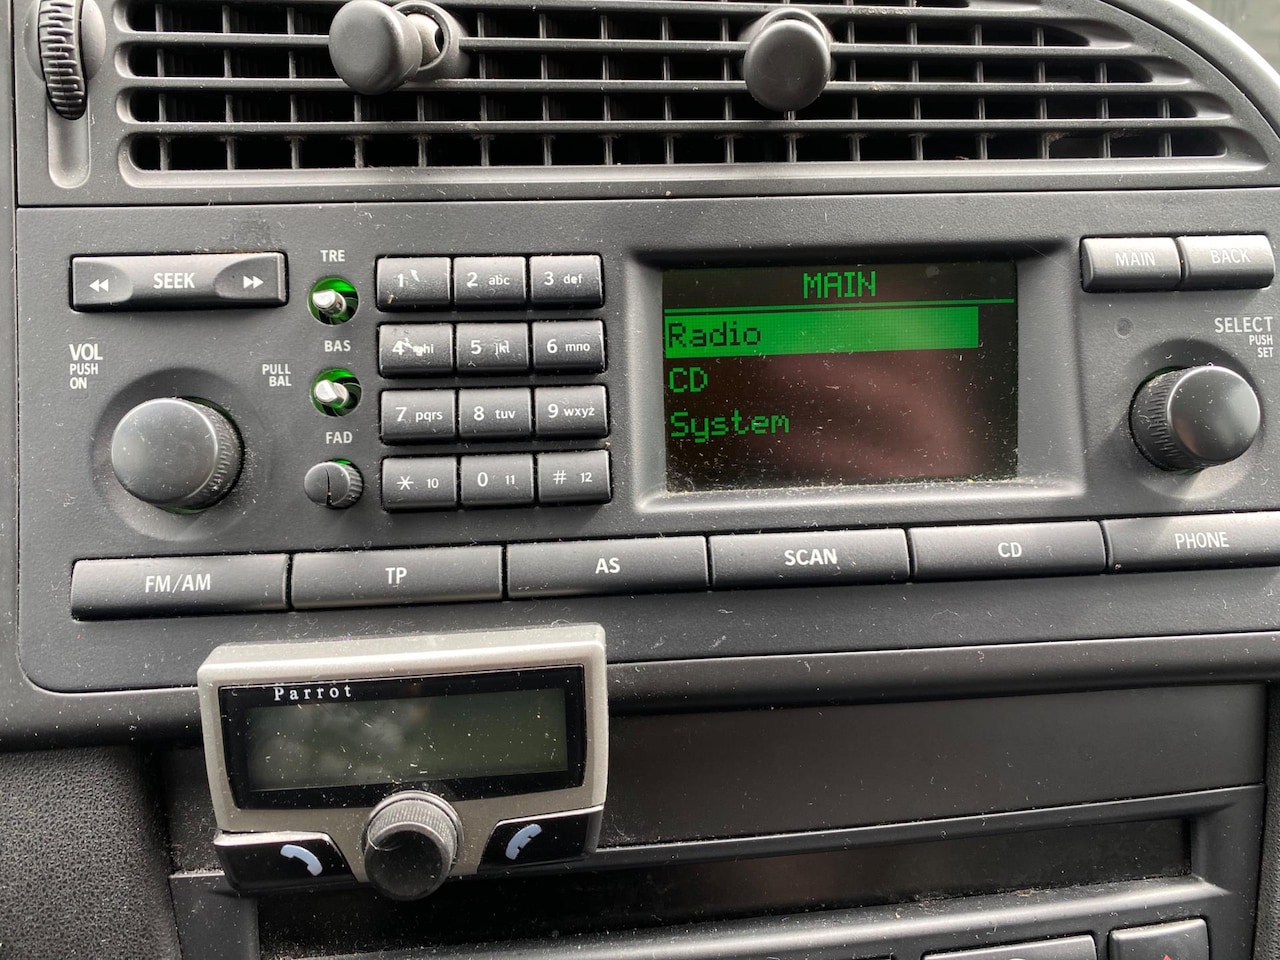 SEEK
TRE
VOL
PUSH
ON
BAS
PULL
BAL
FAD
1
2 abc
3 def
4 ghi
5 jkl
6 mno
7 pqrs
8 tuv
9 wxyz
* 10
0 11
# 12
MAIN
Radio
CD
System
MAIN
BACK
SELECT
PUSH
SET
FM/AM
TP
AS
SCAN
CD
PHONE
Parrot